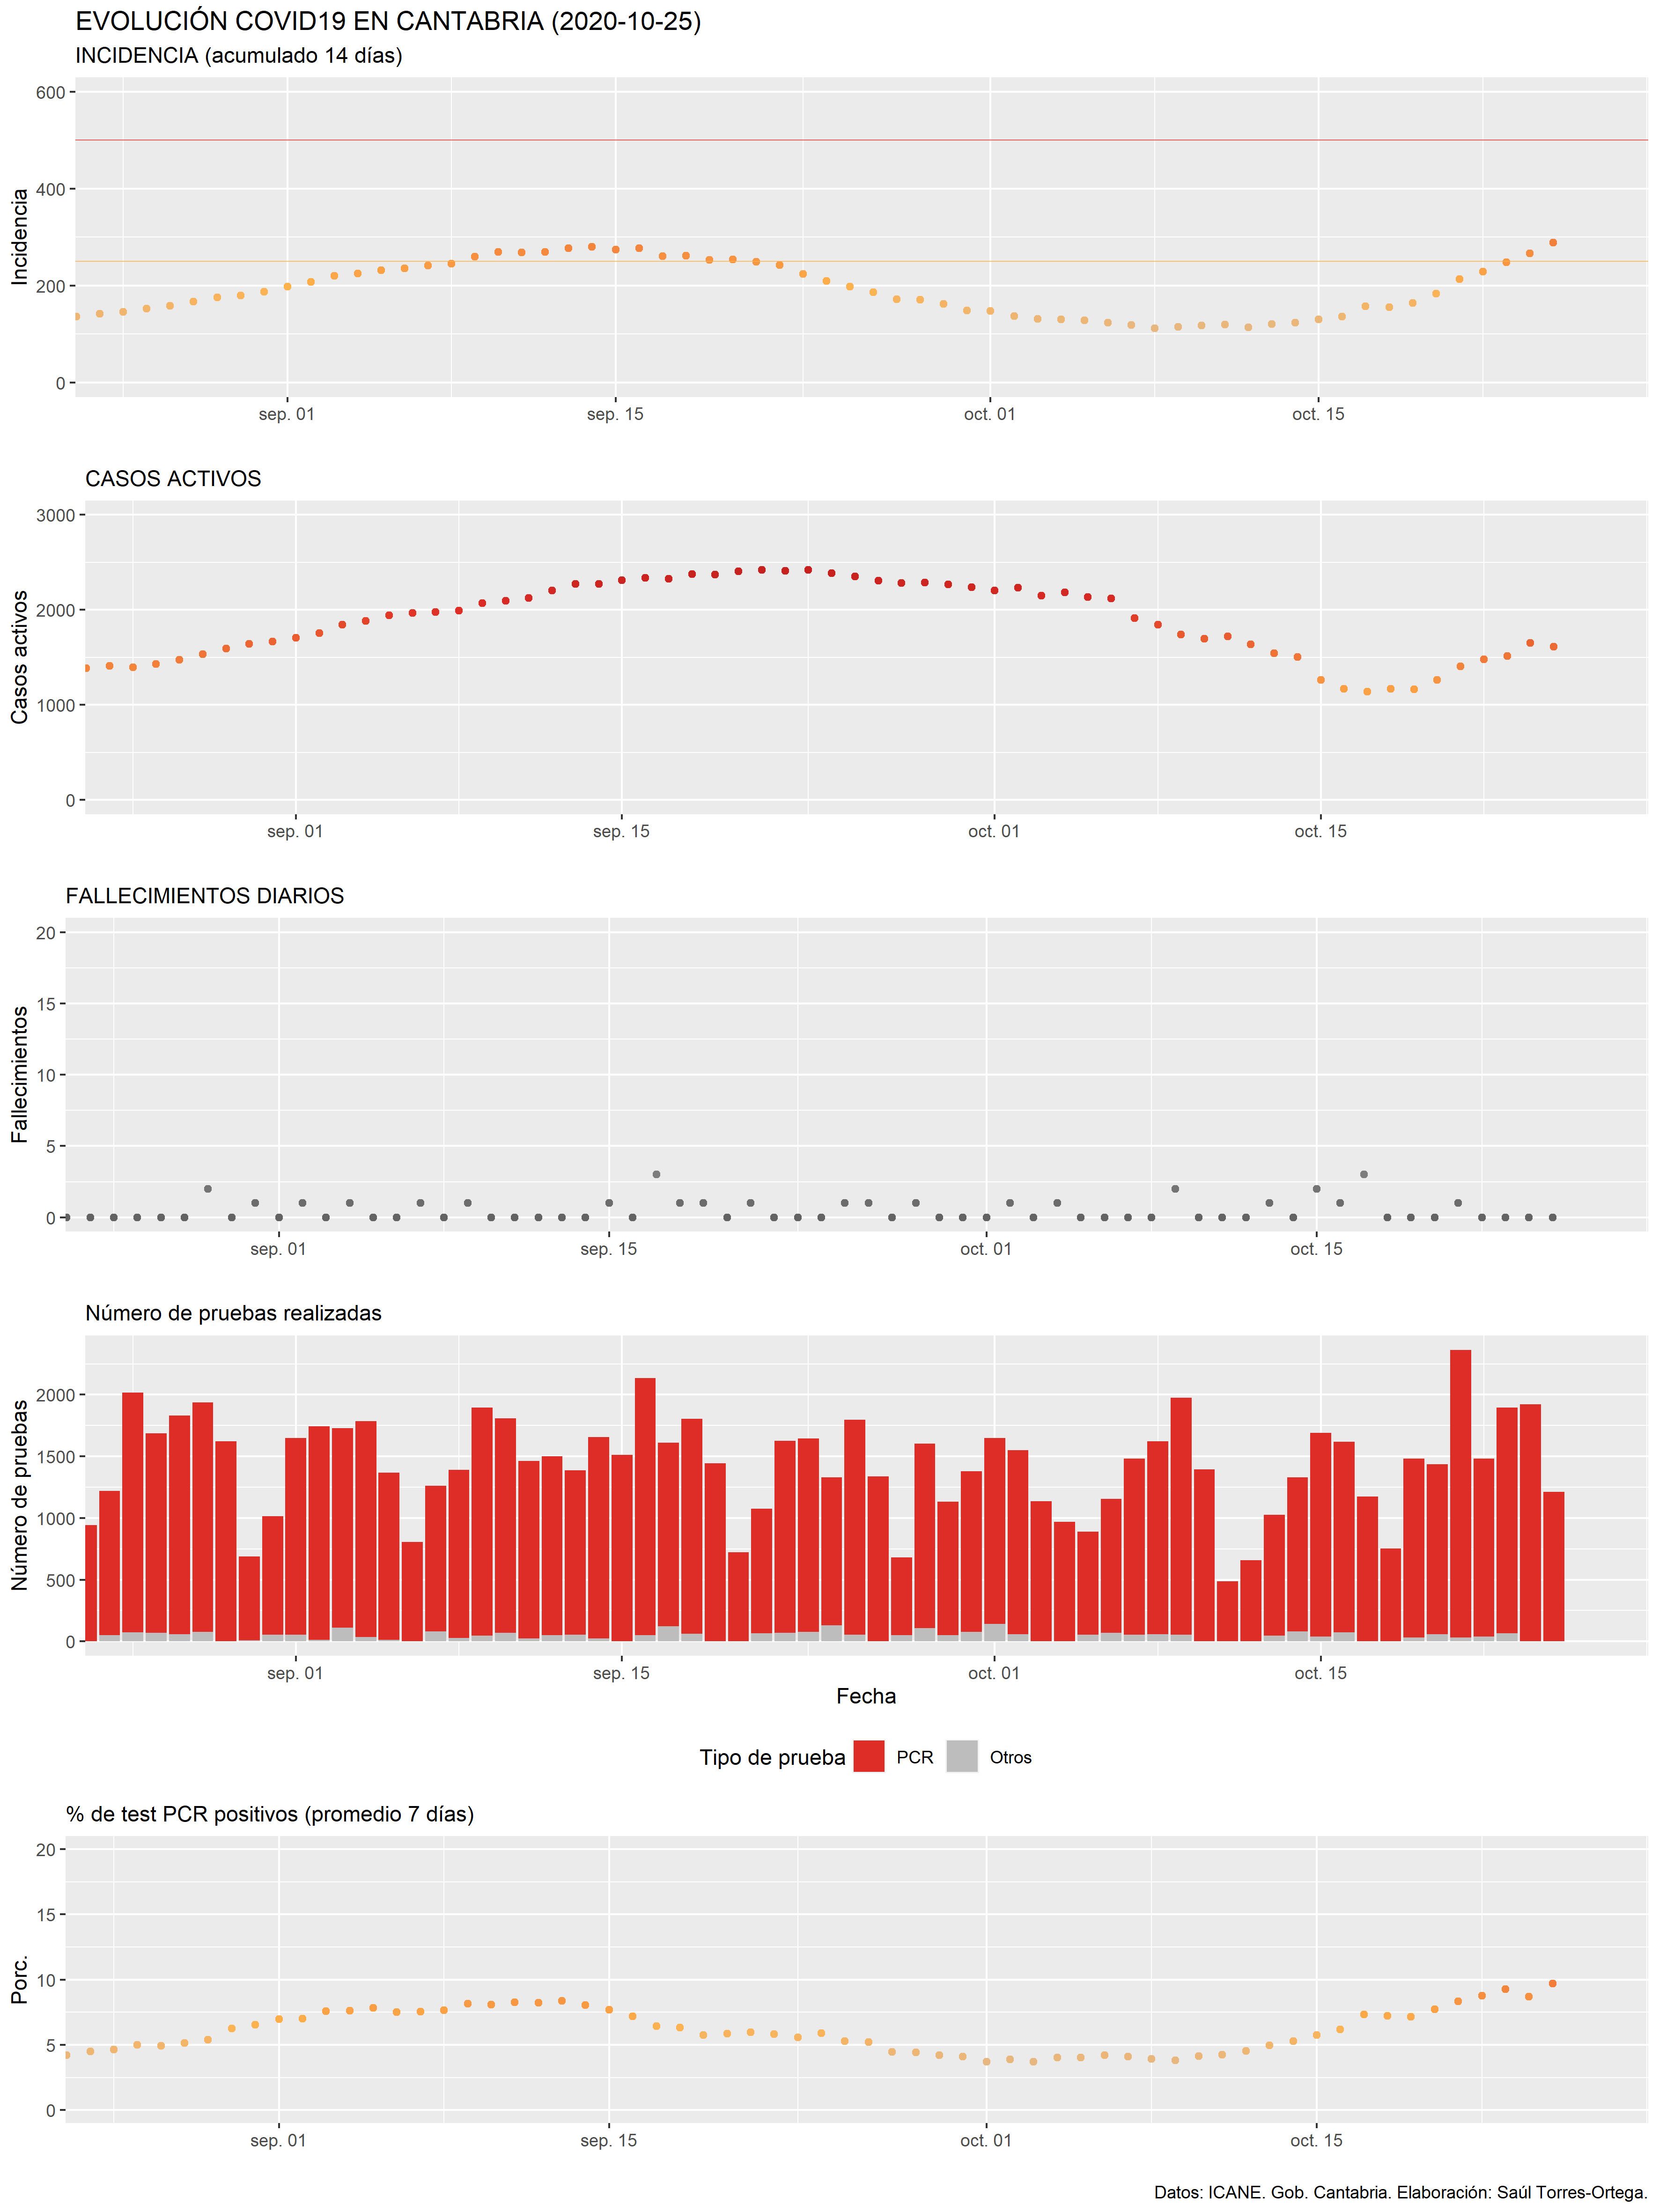 EVOLUCIÓN COVID19 EN CANTABRIA (2020-10-25)
INCIDENCIA (acumulado 14 días)
Incidencia
600
400
200
0
sep. 01 sep. 15 oct. 01 oct. 15
CASOS ACTIVOS
Casos activos
3000
2000
1000
0
sep. 01 sep. 15 oct. 01 oct. 15
FALLECIMIENTOS DIARIOS
Fallecimientos
20
15
10
5
0
sep. 01 sep. 15 oct. 01 oct. 15
Número de pruebas realizadas
Número de pruebas
2000
1500
1000
500
0
sep. 01 sep. 15 oct. 01 oct. 15
Fecha
Tipo de prueba PCR Otros
% de test PCR positivos (promedio 7 días)
Porc.
20
15
10
5
0
sep. 01 sep. 15 oct. 01 oct. 15
Datos: ICANE. Gob. Cantabria. Elaboración: Saúl Torres-Ortega.